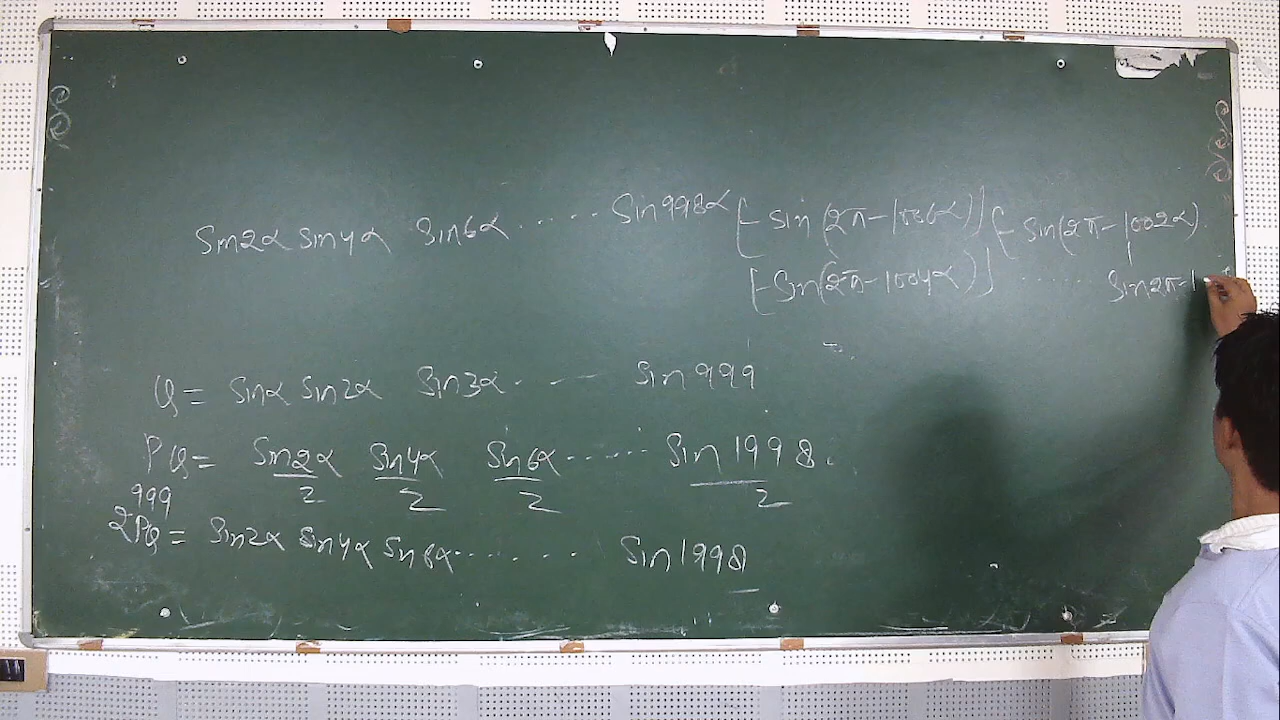 Sin2α Sin4α Sin6α ...... Sin998α [-Sin(2π-1000α)] [-Sin(2π-1002α).
[-Sin(2π-1004α)] ...... Sin2π-1
Q = Sinα Sin2α Sin3α ..... Sin999
PQ = Sin2α/2 Sin4α/2 Sin6α/2 ...... Sin1998./2
2^999 PQ = Sin2α Sin4α Sin6α....... Sin1998